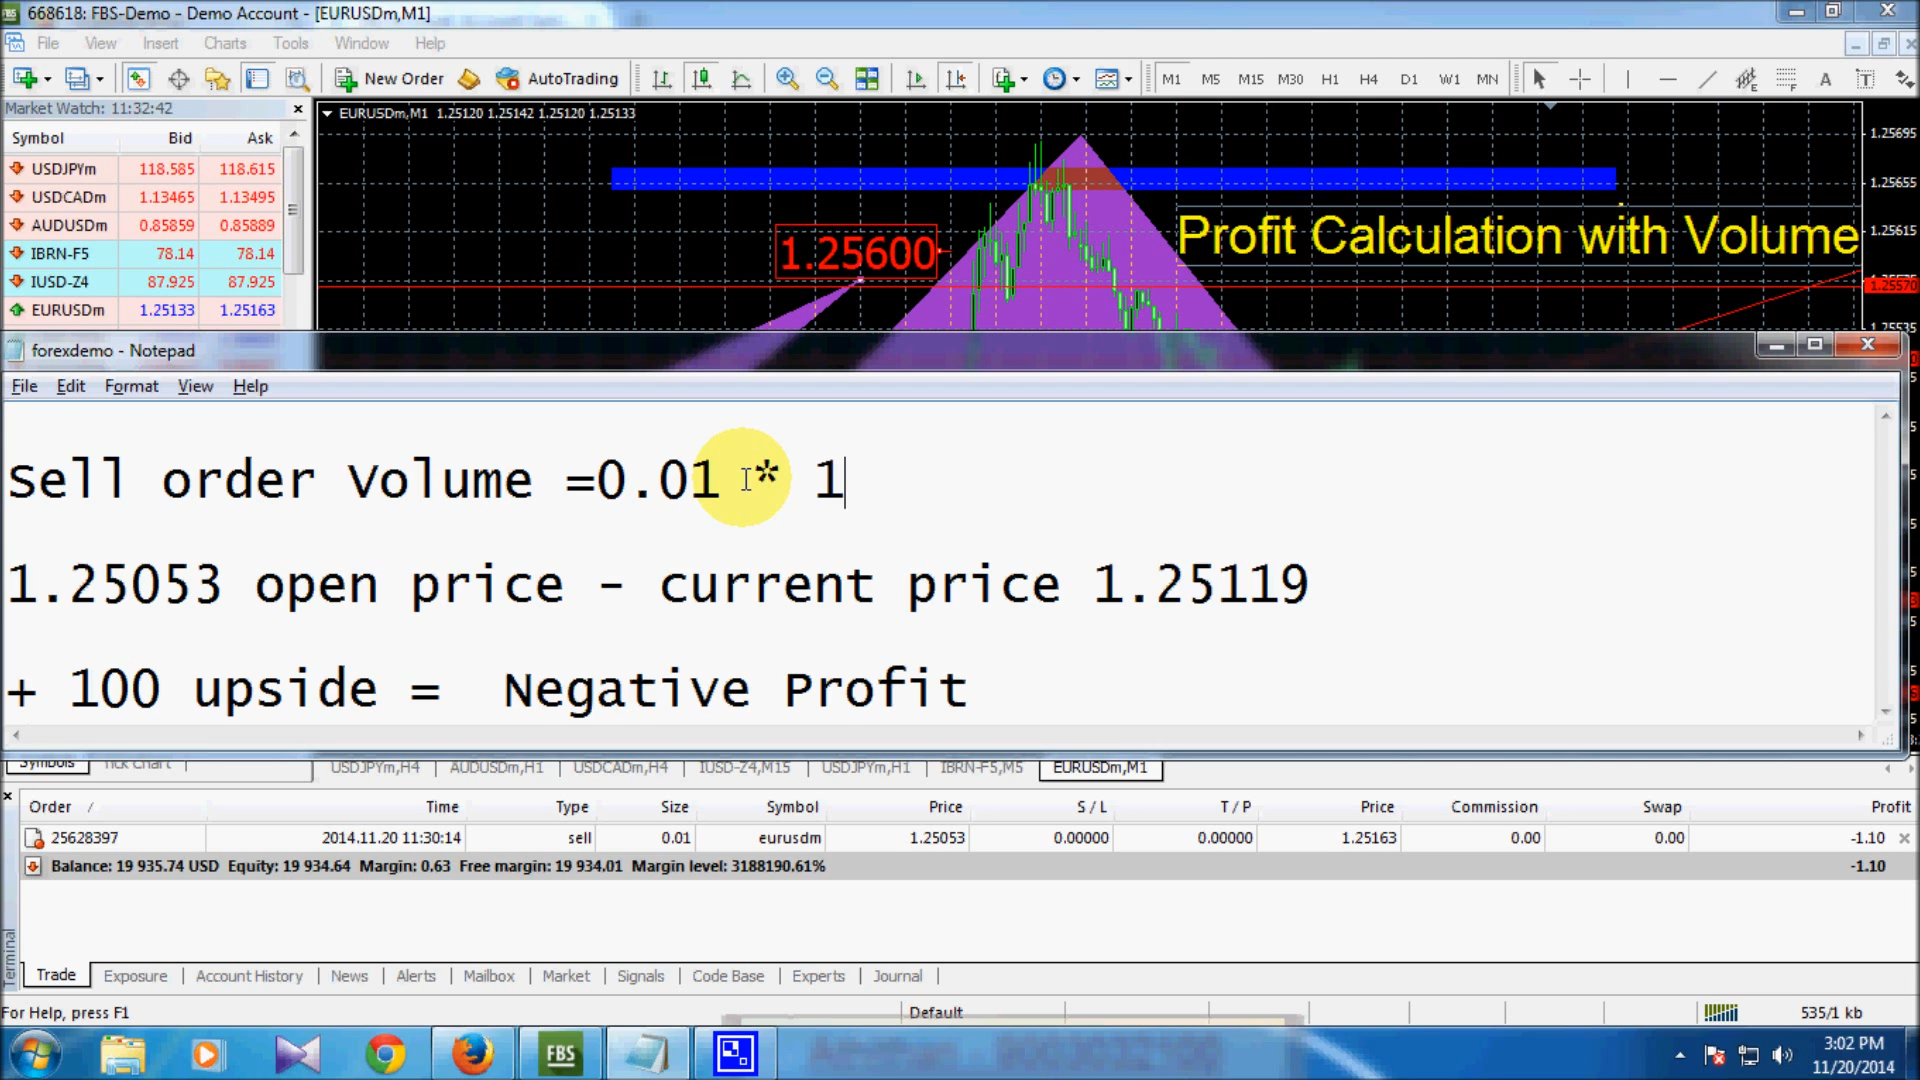 668618: FBS-Demo - Demo Account - [EURUSDm,M1]
File View Insert Charts Tools Window Help
New Order AutoTrading M1 M5 M15 M30 H1 H4 D1 W1 MN
Market Watch: 11:32:42
Symbol Bid Ask
USDJPYm 118.585 118.615
USDCADm 1.13465 1.13495
AUDUSDm 0.85859 0.85889
IBRN-F5 78.14 78.14
IUSD-Z4 87.925 87.925
EURUSDm 1.25133 1.25163
EURUSDm,M1 1.25120 1.25142 1.25120 1.25133
1.25600
Profit Calculation with Volume
1.25695
1.25655
1.25615
1.25570
1.25535
forexdemo - Notepad
File Edit Format View Help
Sell order Volume =0.01 * 1
1.25053 open price - current price 1.25119
+ 100 upside = Negative Profit
Symbols Tick Chart
USDJPYm,H4 AUDUSDm,H1 USDCADm,H4 IUSD-Z4,M15 USDJPYm,H1 IBRN-F5,M5 EURUSDm,M1
Order / Time Type Size Symbol Price S / L T / P Price Commission Swap Profit
25628397 2014.11.20 11:30:14 sell 0.01 eurusdm 1.25053 0.00000 0.00000 1.25163 0.00 0.00 -1.10
Balance: 19 935.74 USD Equity: 19 934.64 Margin: 0.63 Free margin: 19 934.01 Margin level: 3188190.61% -1.10
Terminal
Trade Exposure Account History News Alerts Mailbox Market Signals Code Base Experts Journal
For Help, press F1 Default 535/1 kb
FBS
3:02 PM
11/20/2014